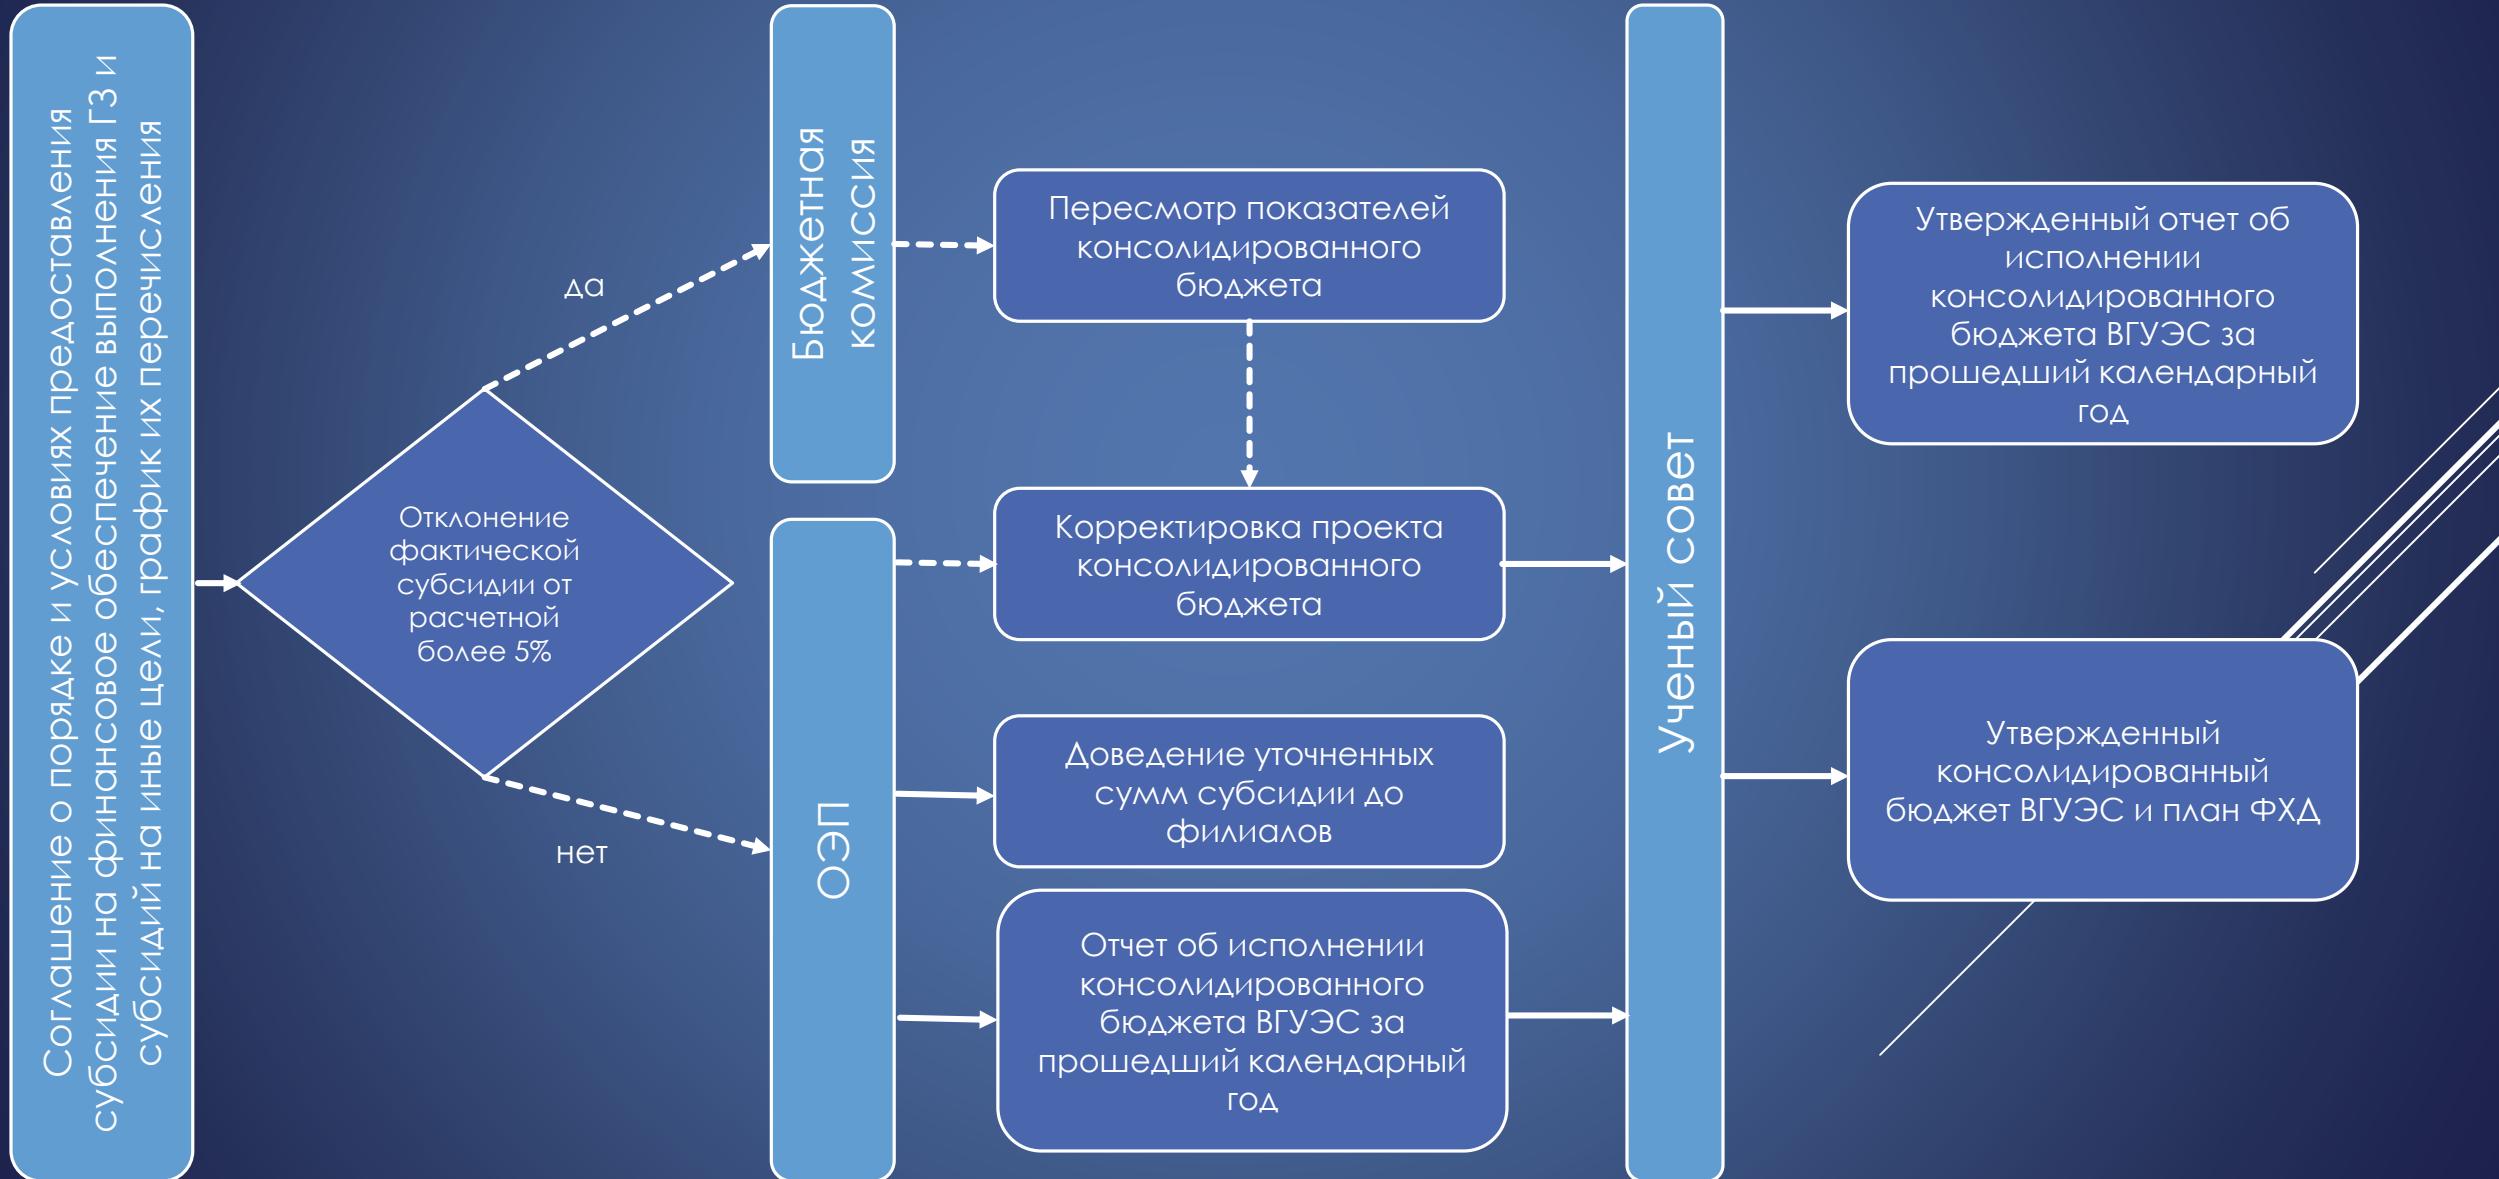 Соглашение о порядке и условиях предоставления
субсидии на финансовое обеспечение выполнения ГЗ и
субсидий на иные цели, график их перечисления
Отклонение
фактической
субсидии от
расчетной
более 5%
да
нет
Бюджетная
комиссия
ОЭП
Пересмотр показателей
консолидированного
бюджета
Корректировка проекта
консолидированного
бюджета
Доведение уточненных
сумм субсидии до
филиалов
Отчет об исполнении
консолидированного
бюджета ВГУЭС за
прошедший календарный
год
Ученый совет
Утвержденный отчет об
исполнении
консолидированного
бюджета ВГУЭС за
прошедший календарный
год
Утвержденный
консолидированный
бюджет ВГУЭС и план ФХД